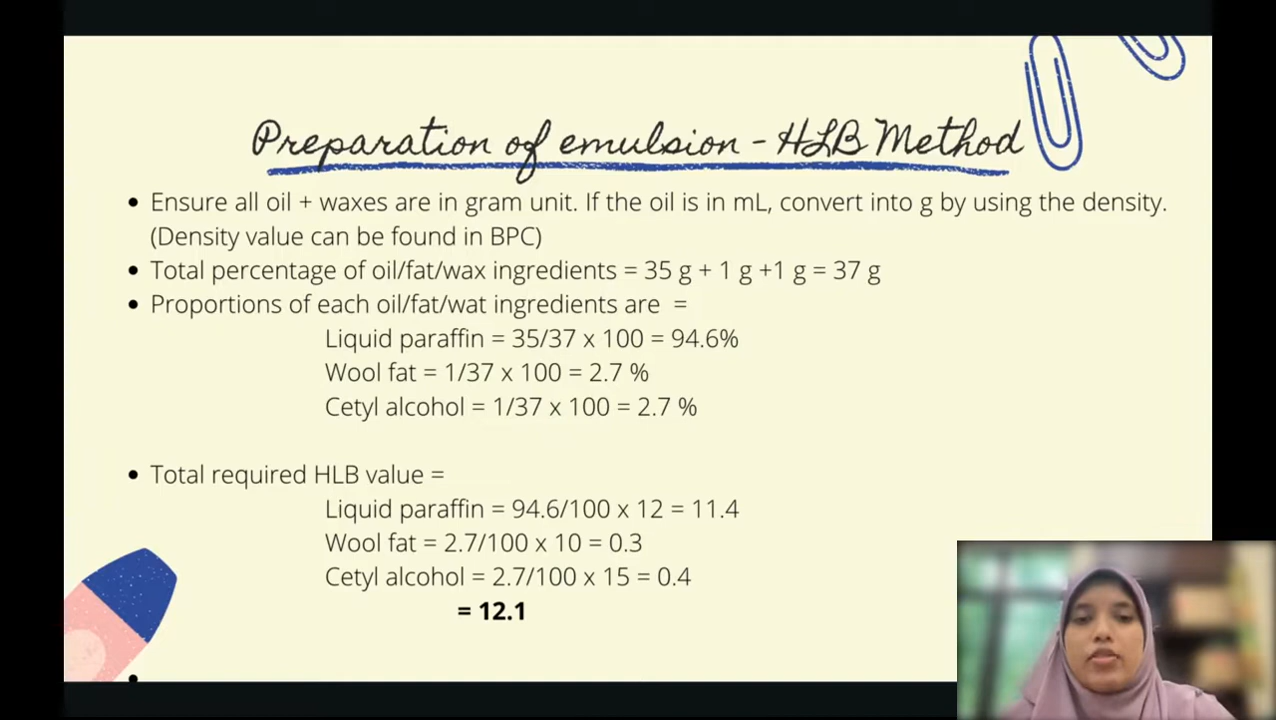 Preparation of emulsion - HLB Method
• Ensure all oil + waxes are in gram unit. If the oil is in mL, convert into g by using the density.
(Density value can be found in BPC)
• Total percentage of oil/fat/wax ingredients = 35 g + 1 g +1 g = 37 g
• Proportions of each oil/fat/wat ingredients are =
Liquid paraffin = 35/37 x 100 = 94.6%
Wool fat = 1/37 x 100 = 2.7 %
Cetyl alcohol = 1/37 x 100 = 2.7 %
• Total required HLB value =
Liquid paraffin = 94.6/100 x 12 = 11.4
Wool fat = 2.7/100 x 10 = 0.3
Cetyl alcohol = 2.7/100 x 15 = 0.4
= 12.1